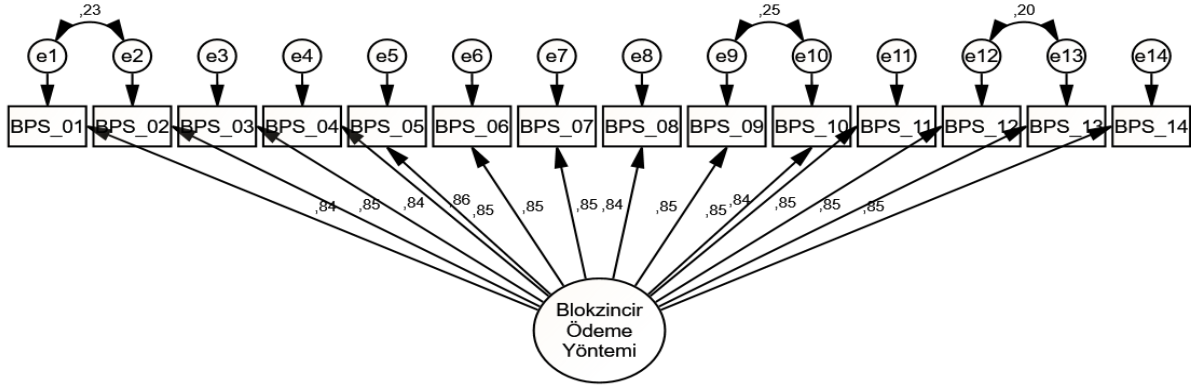 ,23 ,25 ,20
e1 e2 e3 e4 e5 e6 e7 e8 e9 e10 e11 e12 e13 e14
BPS_01 BPS_02 BPS_03 BPS_04 BPS_05 BPS_06 BPS_07 BPS_08 BPS_09 BPS_10 BPS_11 BPS_12 BPS_13 BPS_14
,84 ,85 ,84 ,86 ,85 ,85 ,85 ,84 ,85 ,85 ,84 ,85 ,85 ,85
Blokzincir
Ödeme
Yöntemi